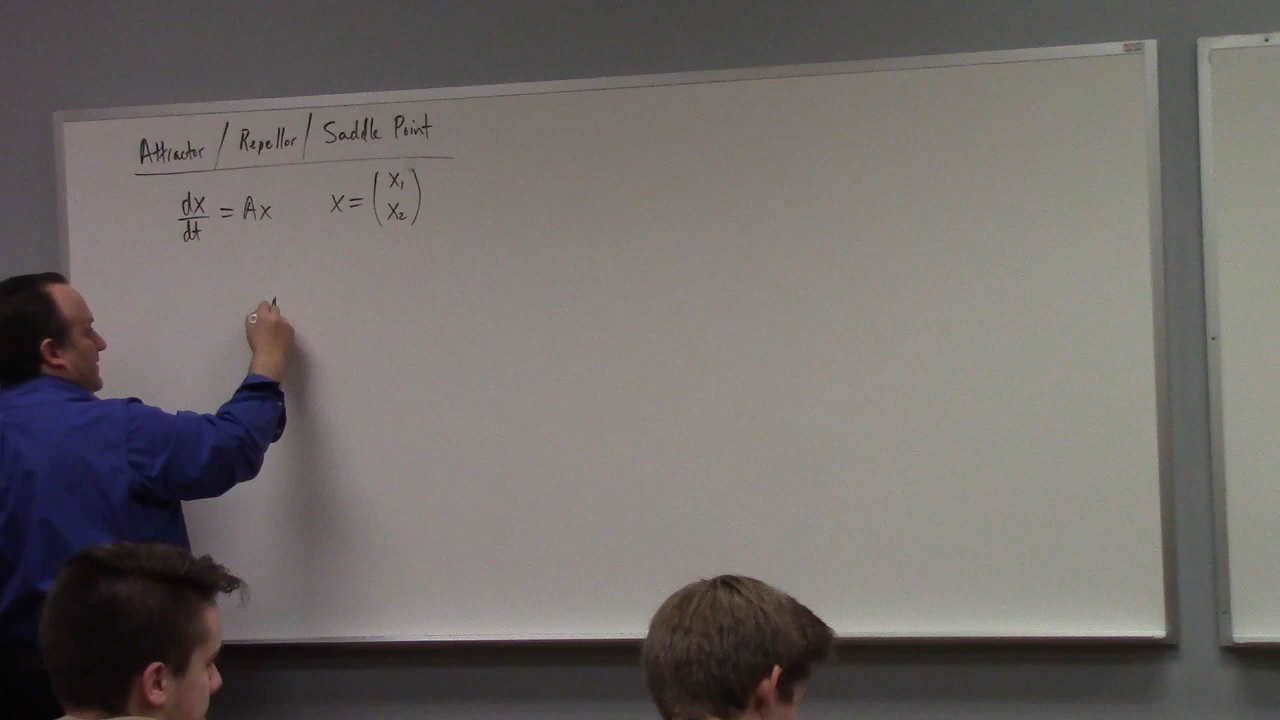 Attractor / Repellor / Saddle Point
dx/dt = Ax   x = (x₁ x₂)